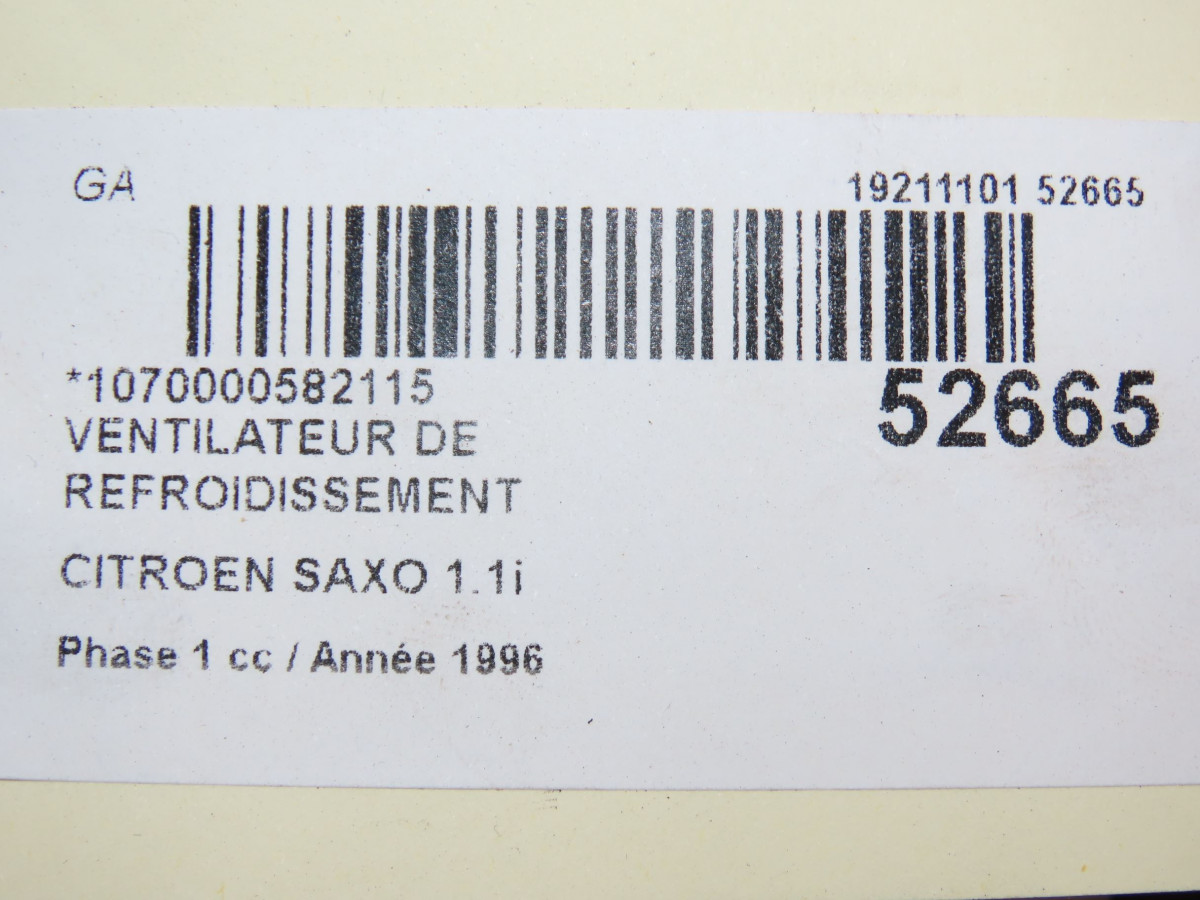 GA
19211101 52665
*1070000582115
52665
VENTILATEUR DE
REFROIDISSEMENT
CITROEN SAXO 1.1i
Phase 1 cc / Année 1996